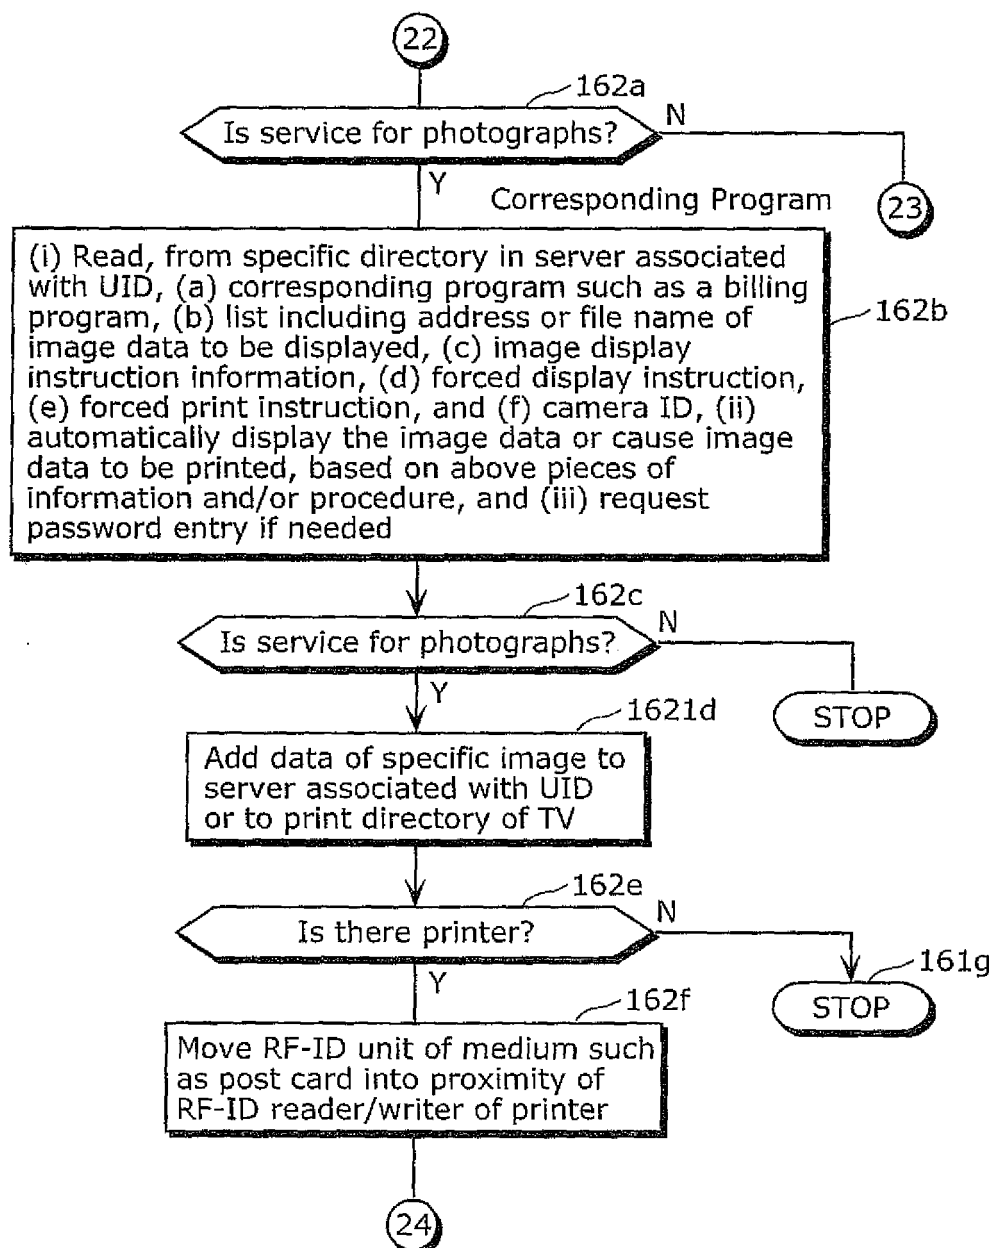 22
162a
Is service for photographs?
N
Y
Corresponding Program
23
(i) Read, from specific directory in server associated
with UID, (a) corresponding program such as a billing
program, (b) list including address or file name of
image data to be displayed, (c) image display
instruction information, (d) forced display instruction,
(e) forced print instruction, and (f) camera ID, (ii)
automatically display the image data or cause image
data to be printed, based on above pieces of
information and/or procedure, and (iii) request
password entry if needed
162b
162c
Is service for photographs?
N
Y
STOP
1621d
Add data of specific image to
server associated with UID
or to print directory of TV
162e
Is there printer?
N
Y
161g
STOP
162f
Move RF-ID unit of medium such
as post card into proximity of
RF-ID reader/writer of printer
24